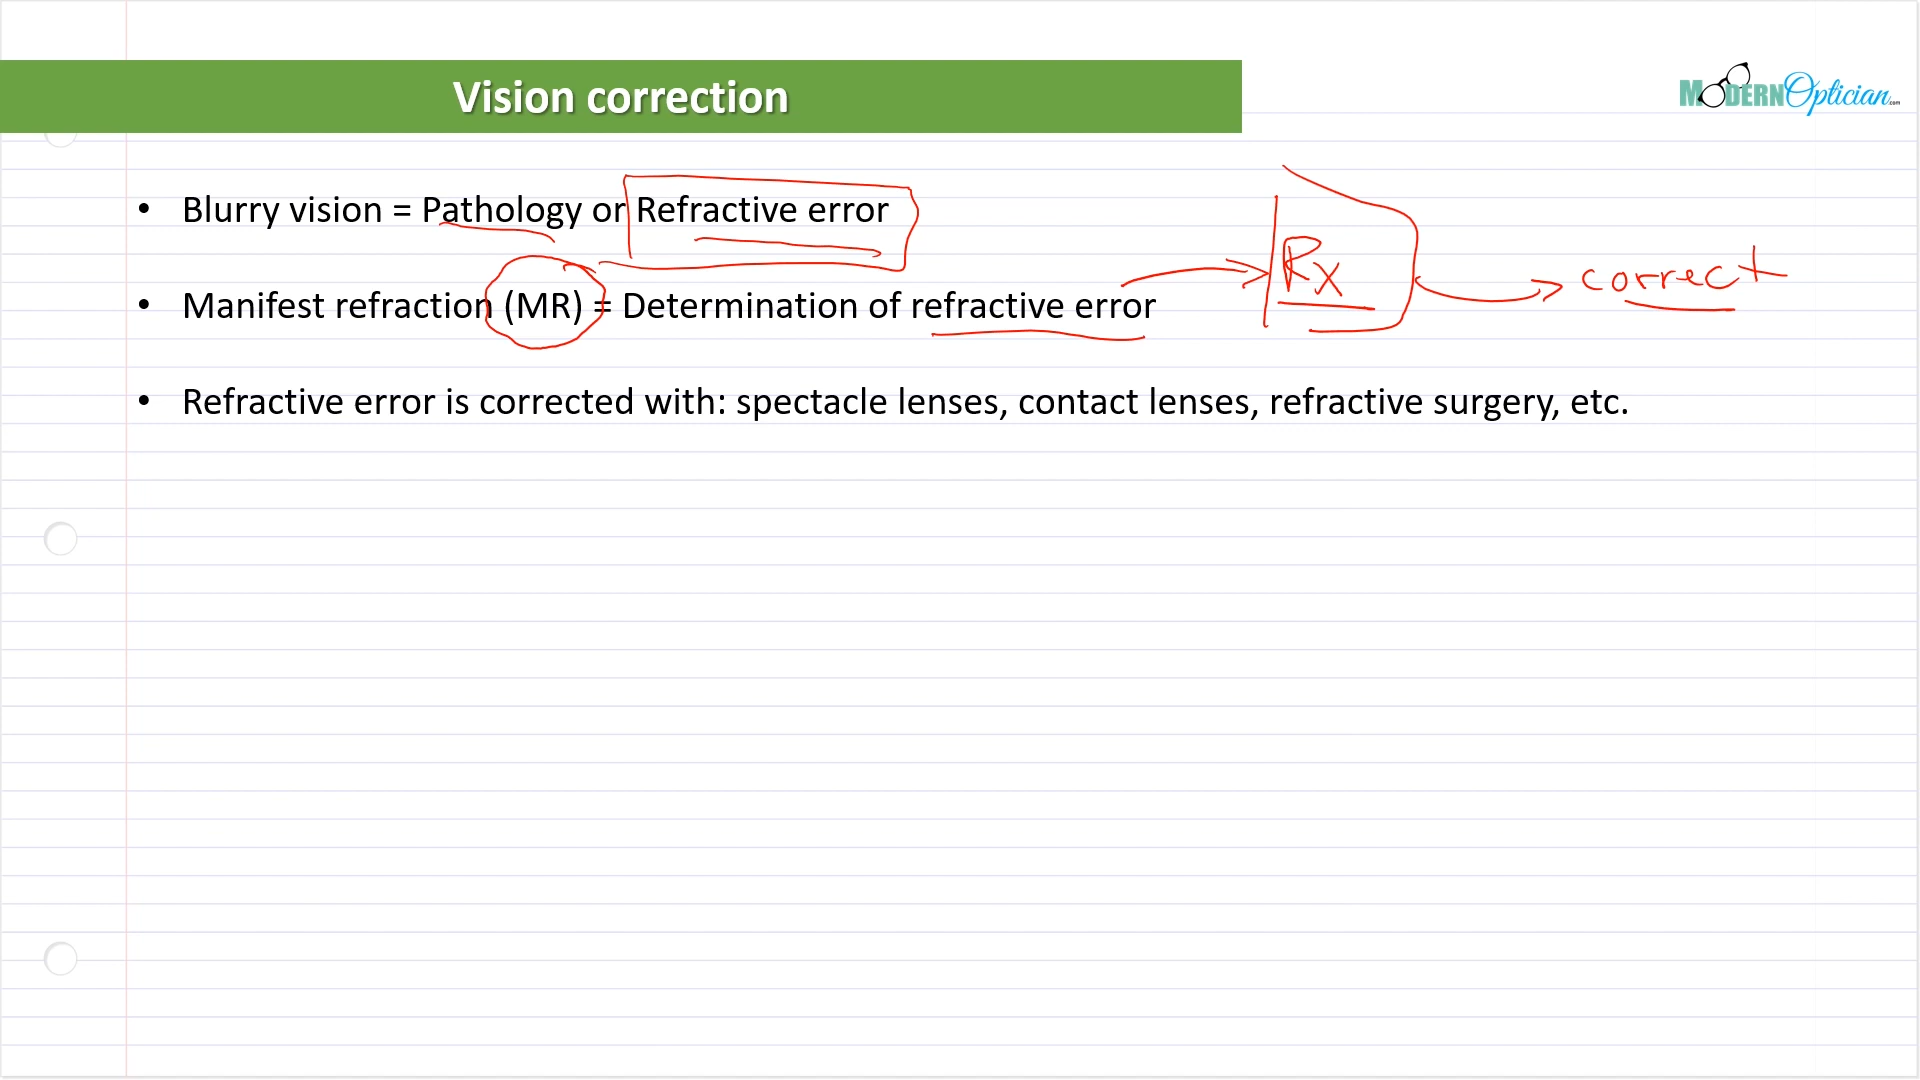 Vision correction
MODERNOptician.com
• Blurry vision = Pathology or Refractive error
Rx
correct
• Manifest refraction (MR) = Determination of refractive error
• Refractive error is corrected with: spectacle lenses, contact lenses, refractive surgery, etc.